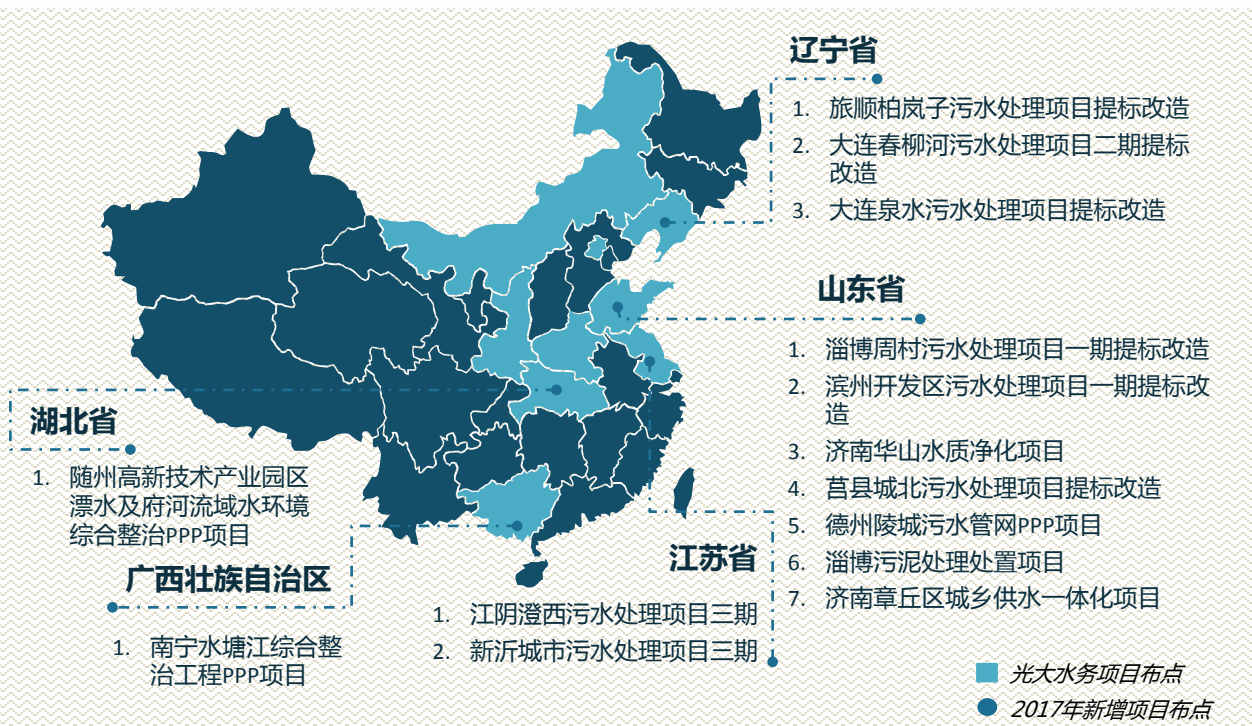 辽宁省
1. 旅顺柏岚子污水处理项目提标改造
2. 大连春柳河污水处理项目二期提标
改造
3. 大连泉水污水处理项目提标改造
山东省
1. 淄博周村污水处理项目一期提标改造
2. 滨州开发区污水处理项目一期提标改
造
3. 济南华山水质净化项目
4. 莒县城北污水处理项目提标改造
5. 德州陵城污水管网PPP项目
6. 淄博污泥处理处置项目
7. 济南章丘区城乡供水一体化项目
湖北省
1. 随州高新技术产业园区
漂水及府河流域水环境
综合整治PPP项目
广西壮族自治区
1. 南宁水塘江综合整
治工程PPP项目
江苏省
1. 江阴澄西污水处理项目三期
2. 新沂城市污水处理项目三期
光大水务项目布点
2017年新增项目布点